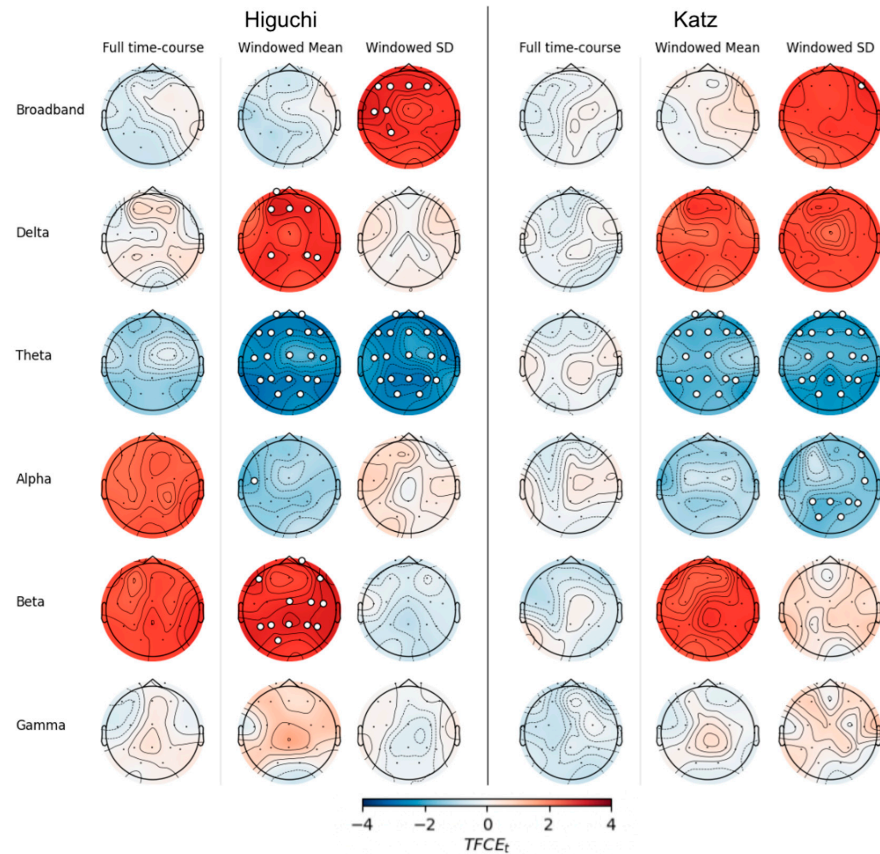 Higuchi Katz
Full time-course Windowed Mean Windowed SD Full time-course Windowed Mean Windowed SD
Broadband
Delta
Theta
Alpha
Beta
Gamma
−4 −2 0 2 4
TFCE_t